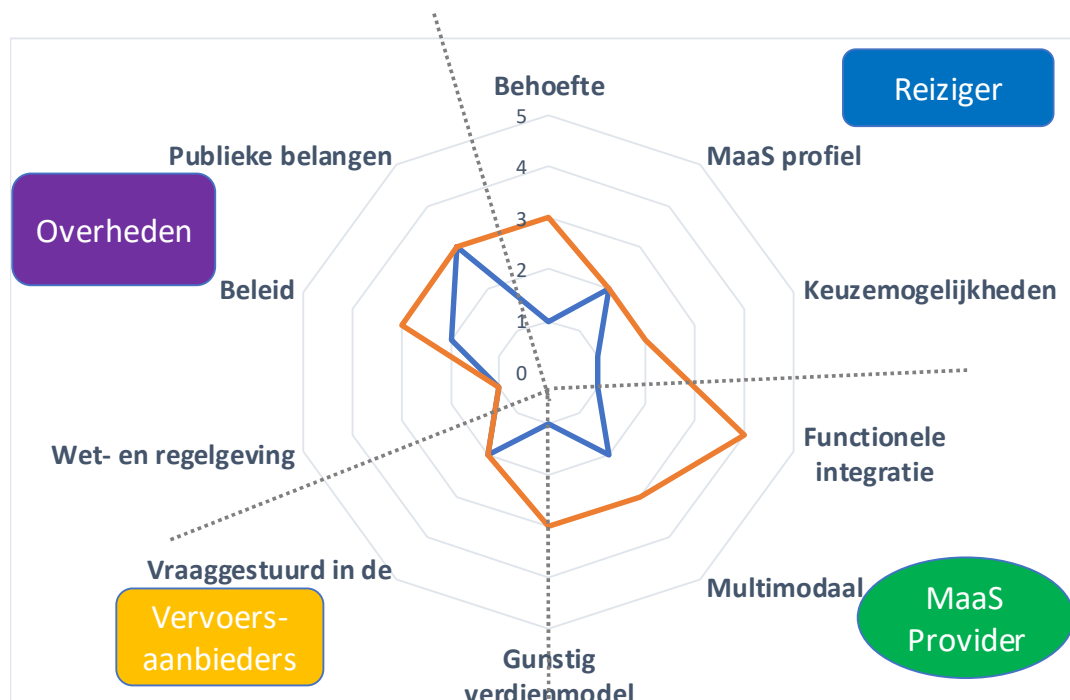 Behoefte
Reiziger
5
4
3
2
1
0
MaaS profiel
Keuzemogelijkheden
Functionele
integratie
Multimodaal
MaaS
Provider
Gunstig
verdienmodel
Vraaggestuurd in de
Vervoers-
aanbieders
Wet- en regelgeving
Beleid
Overheden
Publieke belangen